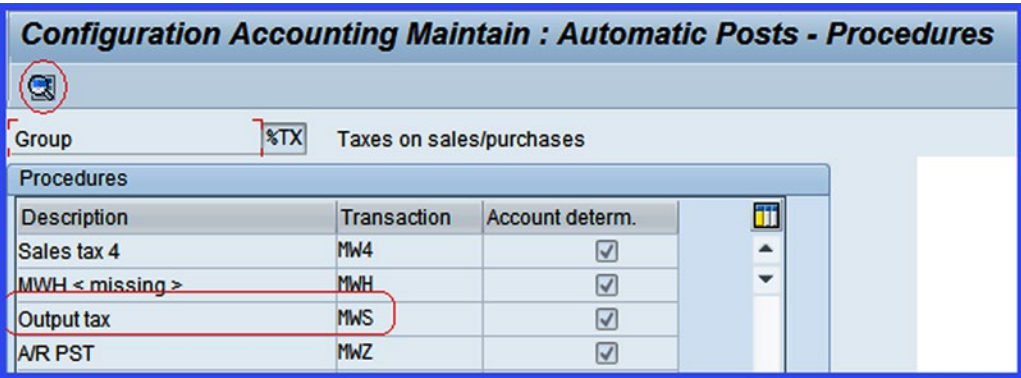 Configuration Accounting Maintain : Automatic Posts - Procedures
Group %TX Taxes on sales/purchases
Procedures
Description Transaction Account determ.
Sales tax 4 MW4
MWH < missing > MWH
Output tax MWS
A/R PST MWZ